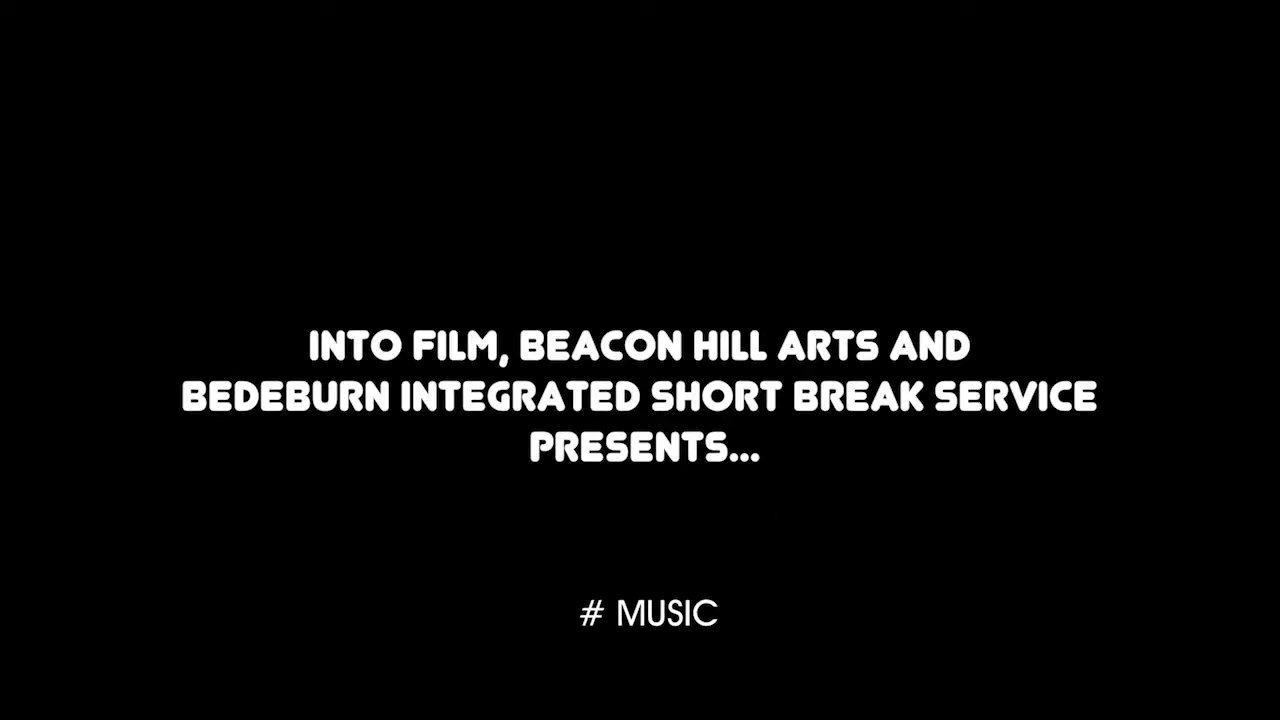 INTO FILM, BEACON HILL ARTS AND
BEDEBURN INTEGRATED SHORT BREAK SERVICE
PRESENTS...
# MUSIC